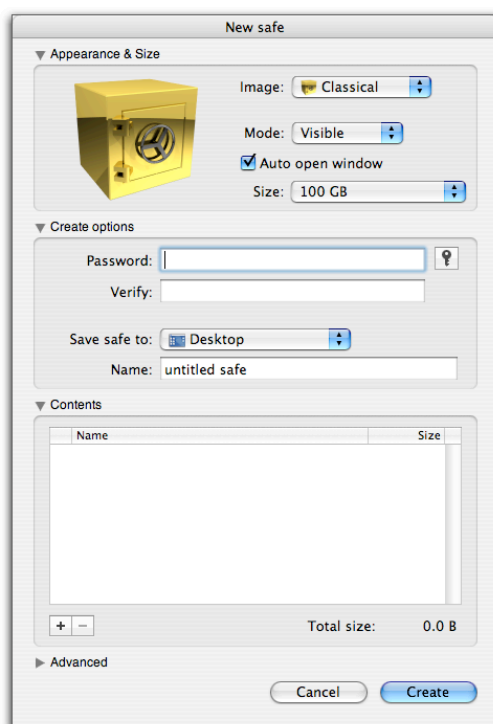 New safe
Appearance & Size
Image: Classical
Mode: Visible
Auto open window
Size: 100 GB
Create options
Password:
Verify:
Save safe to: Desktop
Name: untitled safe
Contents
Name Size
+ − Total size: 0.0 B
Advanced
Cancel Create